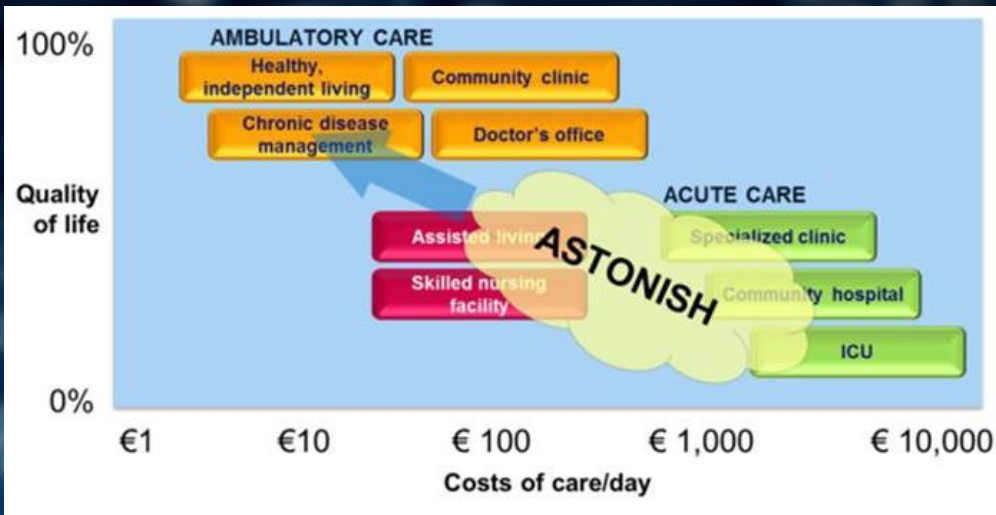 100%
AMBULATORY CARE
Healthy,
independent living
Community clinic
Chronic disease
management
Doctor's office
Quality
of life
ACUTE CARE
Assisted living
Specialized clinic
ASTONISH
Skilled nursing
facility
Community hospital
ICU
0%
€1 €10 € 100 € 1,000 € 10,000
Costs of care/day